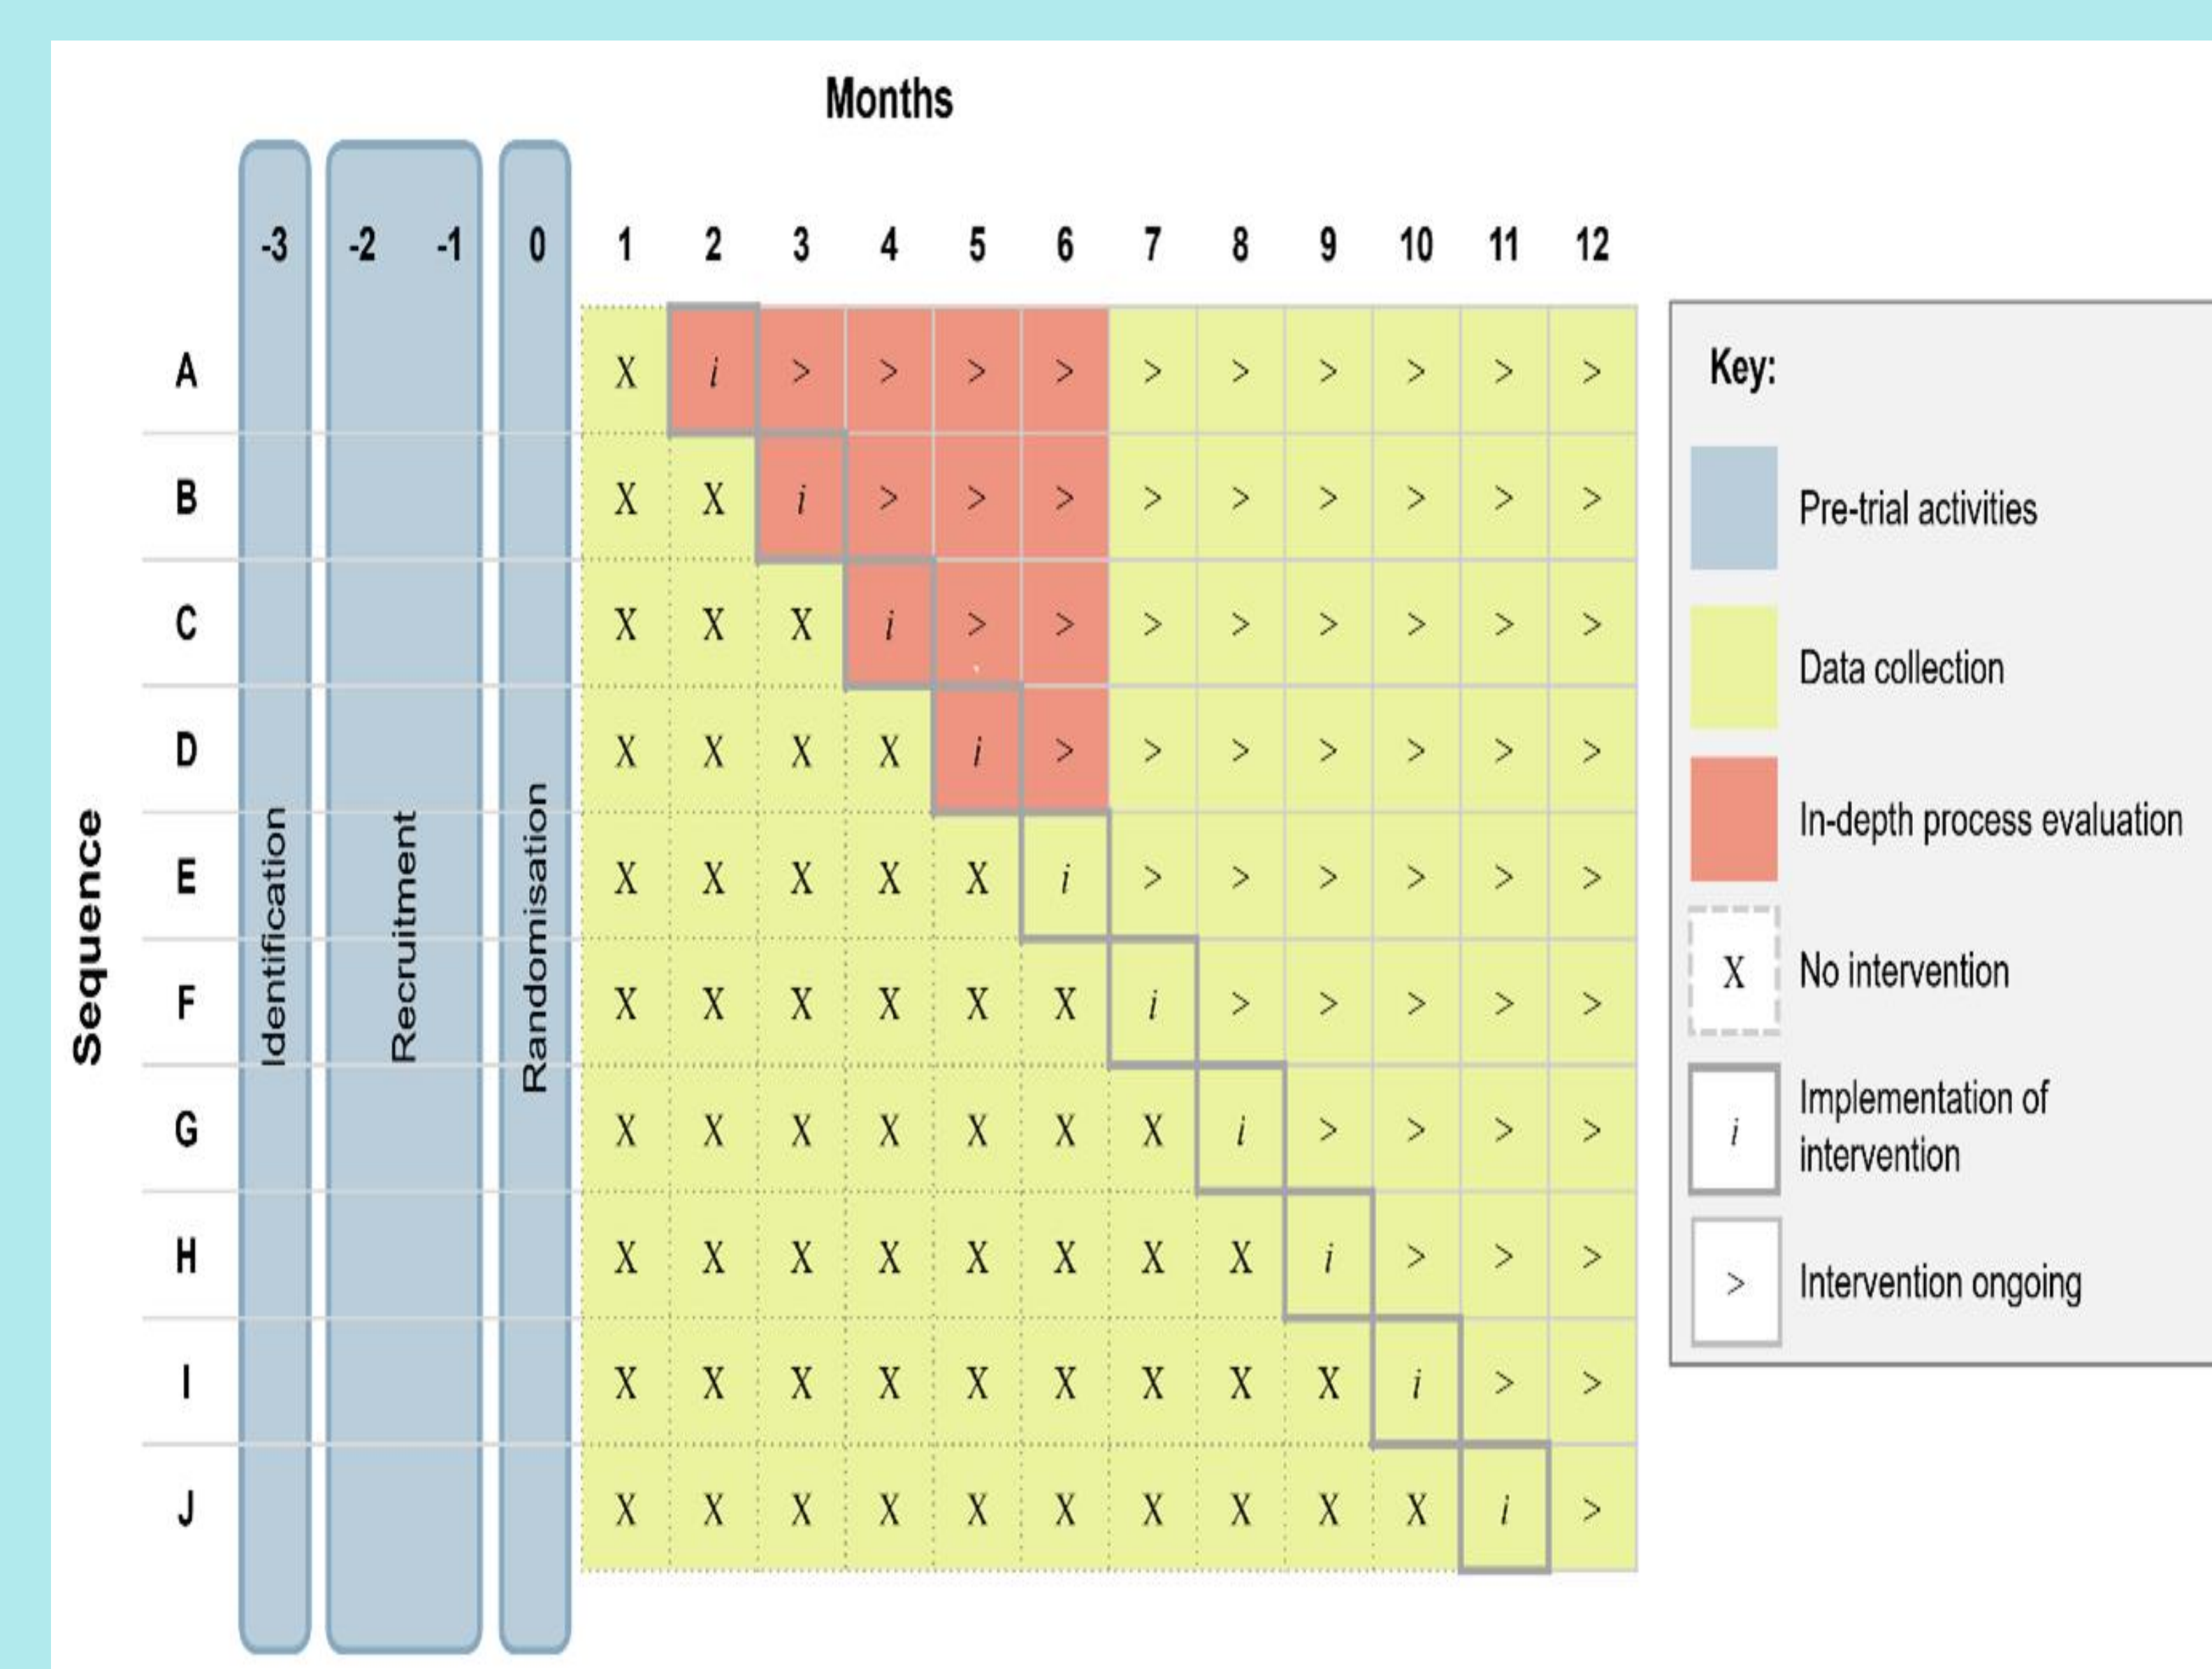 Months
-3 -2 -1 0 1 2 3 4 5 6 7 8 9 10 11 12
Sequence
Identification
Recruitment
Randomisation
A X i > > > > > > > > > >
B X X i > > > > > > > > >
C X X X i > > > > > > > >
D X X X X i > > > > > > >
E X X X X X i > > > > > >
F X X X X X X i > > > > >
G X X X X X X X i > > > >
H X X X X X X X X i > > >
I X X X X X X X X X i > >
J X X X X X X X X X X i >
Key:
Pre-trial activities
Data collection
In-depth process evaluation
X No intervention
i Implementation of
intervention
> Intervention ongoing